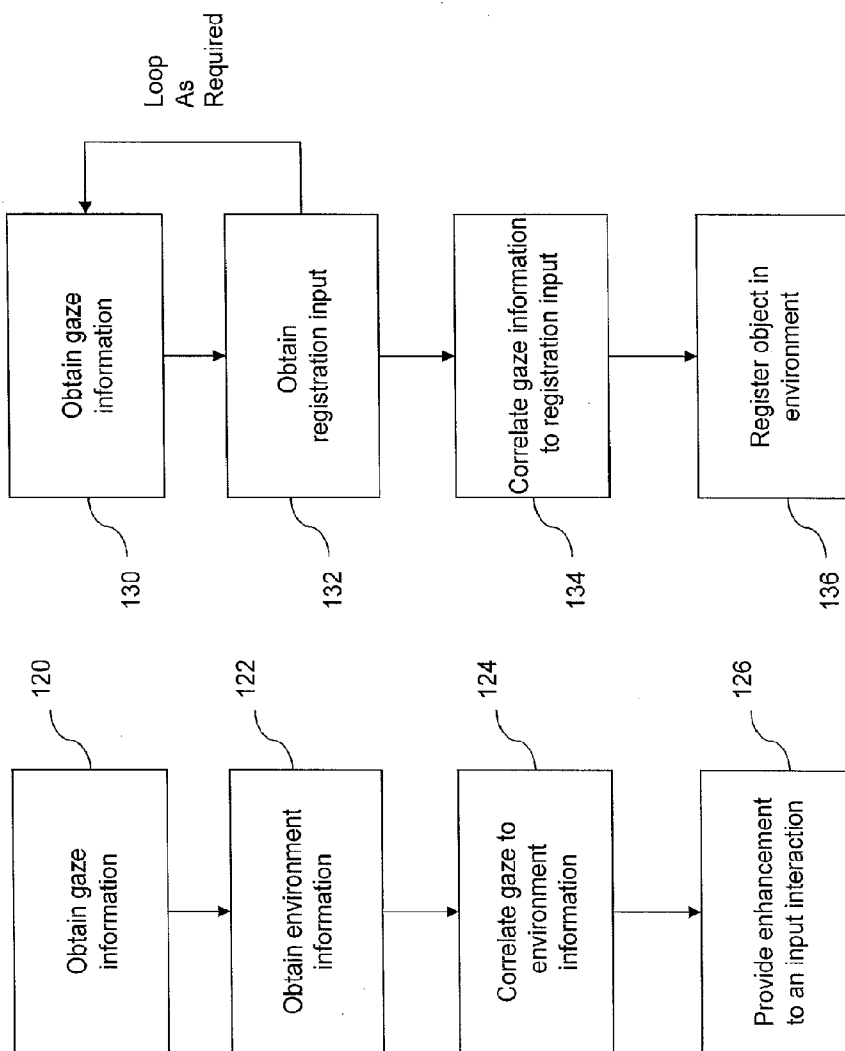 120
Obtain gaze
information
122
Obtain environment
information
124
Correlate gaze to
environment
information
126
Provide enhancement
to an input interaction
130
Obtain gaze
information
Loop
As
Required
132
Obtain
registration input
134
Correlate gaze information
to registration input
136
Register object in
environment